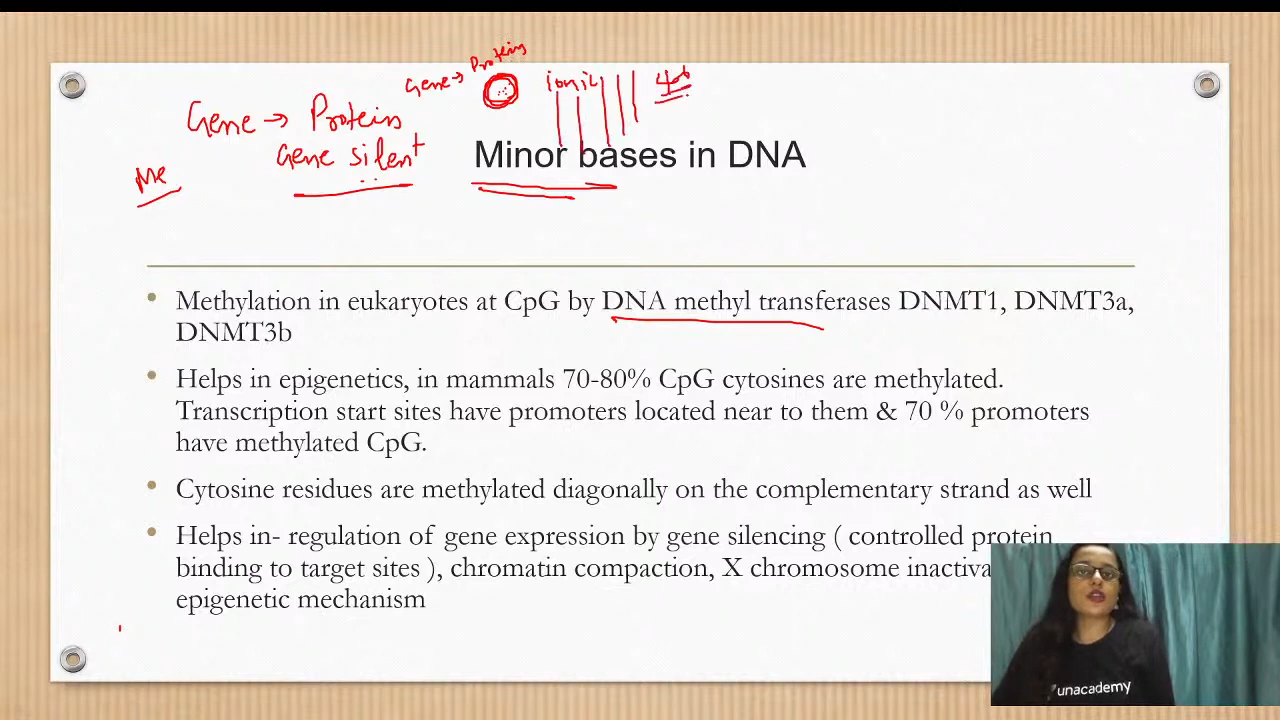 Gene → Proteins
ionic
Gene → Proteins
Gene silent
Me
Minor bases in DNA
• Methylation in eukaryotes at CpG by DNA methyl transferases DNMT1, DNMT3a,
DNMT3b
• Helps in epigenetics, in mammals 70-80% CpG cytosines are methylated.
Transcription start sites have promoters located near to them & 70 % promoters
have methylated CpG.
• Cytosine residues are methylated diagonally on the complementary strand as well
• Helps in- regulation of gene expression by gene silencing ( controlled protein
binding to target sites ), chromatin compaction, X chromosome
epigenetic mechanism
unacademy